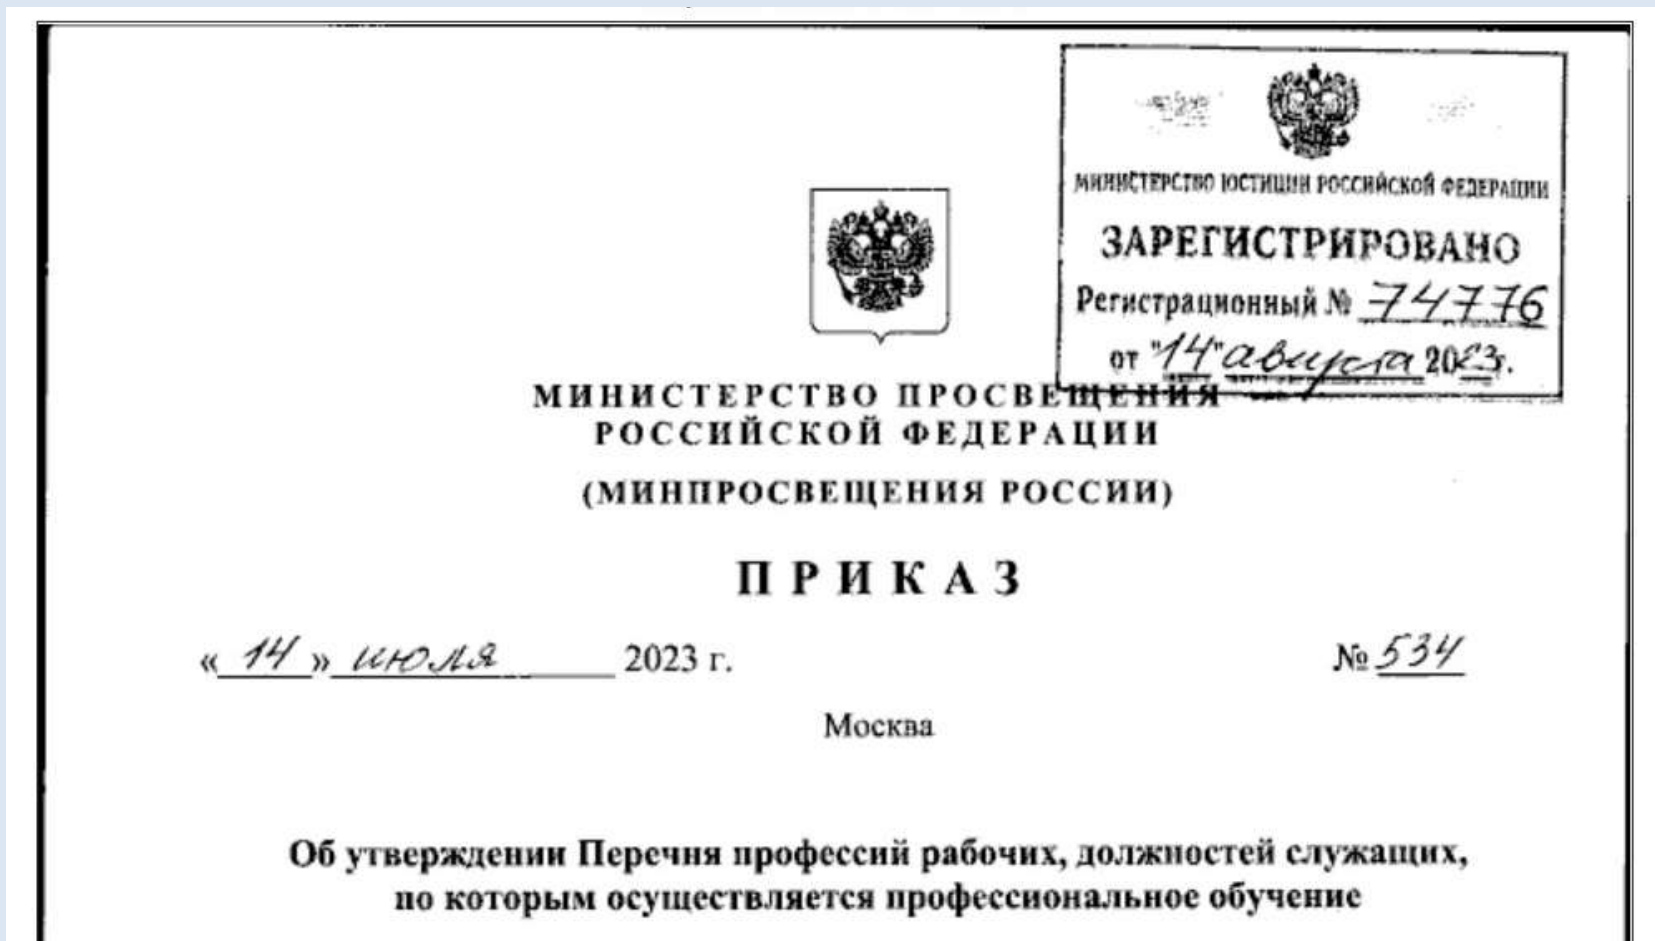 МИНИСТЕРСТВО ЮСТИЦИИ РОССИЙСКОЙ ФЕДЕРАЦИИ
ЗАРЕГИСТРИРОВАНО
Регистрационный № 74776
от "14" августа 2023г.
МИНИСТЕРСТВО ПРОСВЕЩЕНИЯ
РОССИЙСКОЙ ФЕДЕРАЦИИ
(МИНПРОСВЕЩЕНИЯ РОССИИ)
ПРИКАЗ
«14» июля 2023 г.
№ 534
Москва
Об утверждении Перечня профессий рабочих, должностей служащих,
по которым осуществляется профессиональное обучение